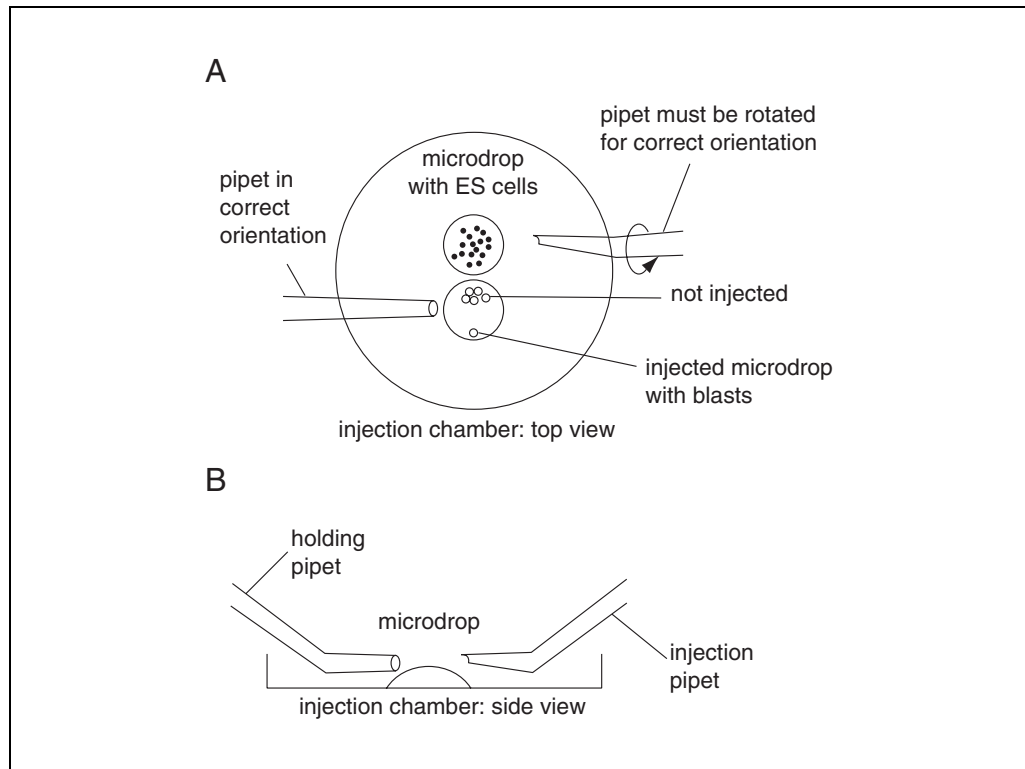 A
pipet must be rotated
for correct orientation
microdrop
with ES cells
pipet in
correct
orientation
not injected
injected microdrop
with blasts
injection chamber: top view
B
holding
pipet
microdrop
injection
pipet
injection chamber: side view